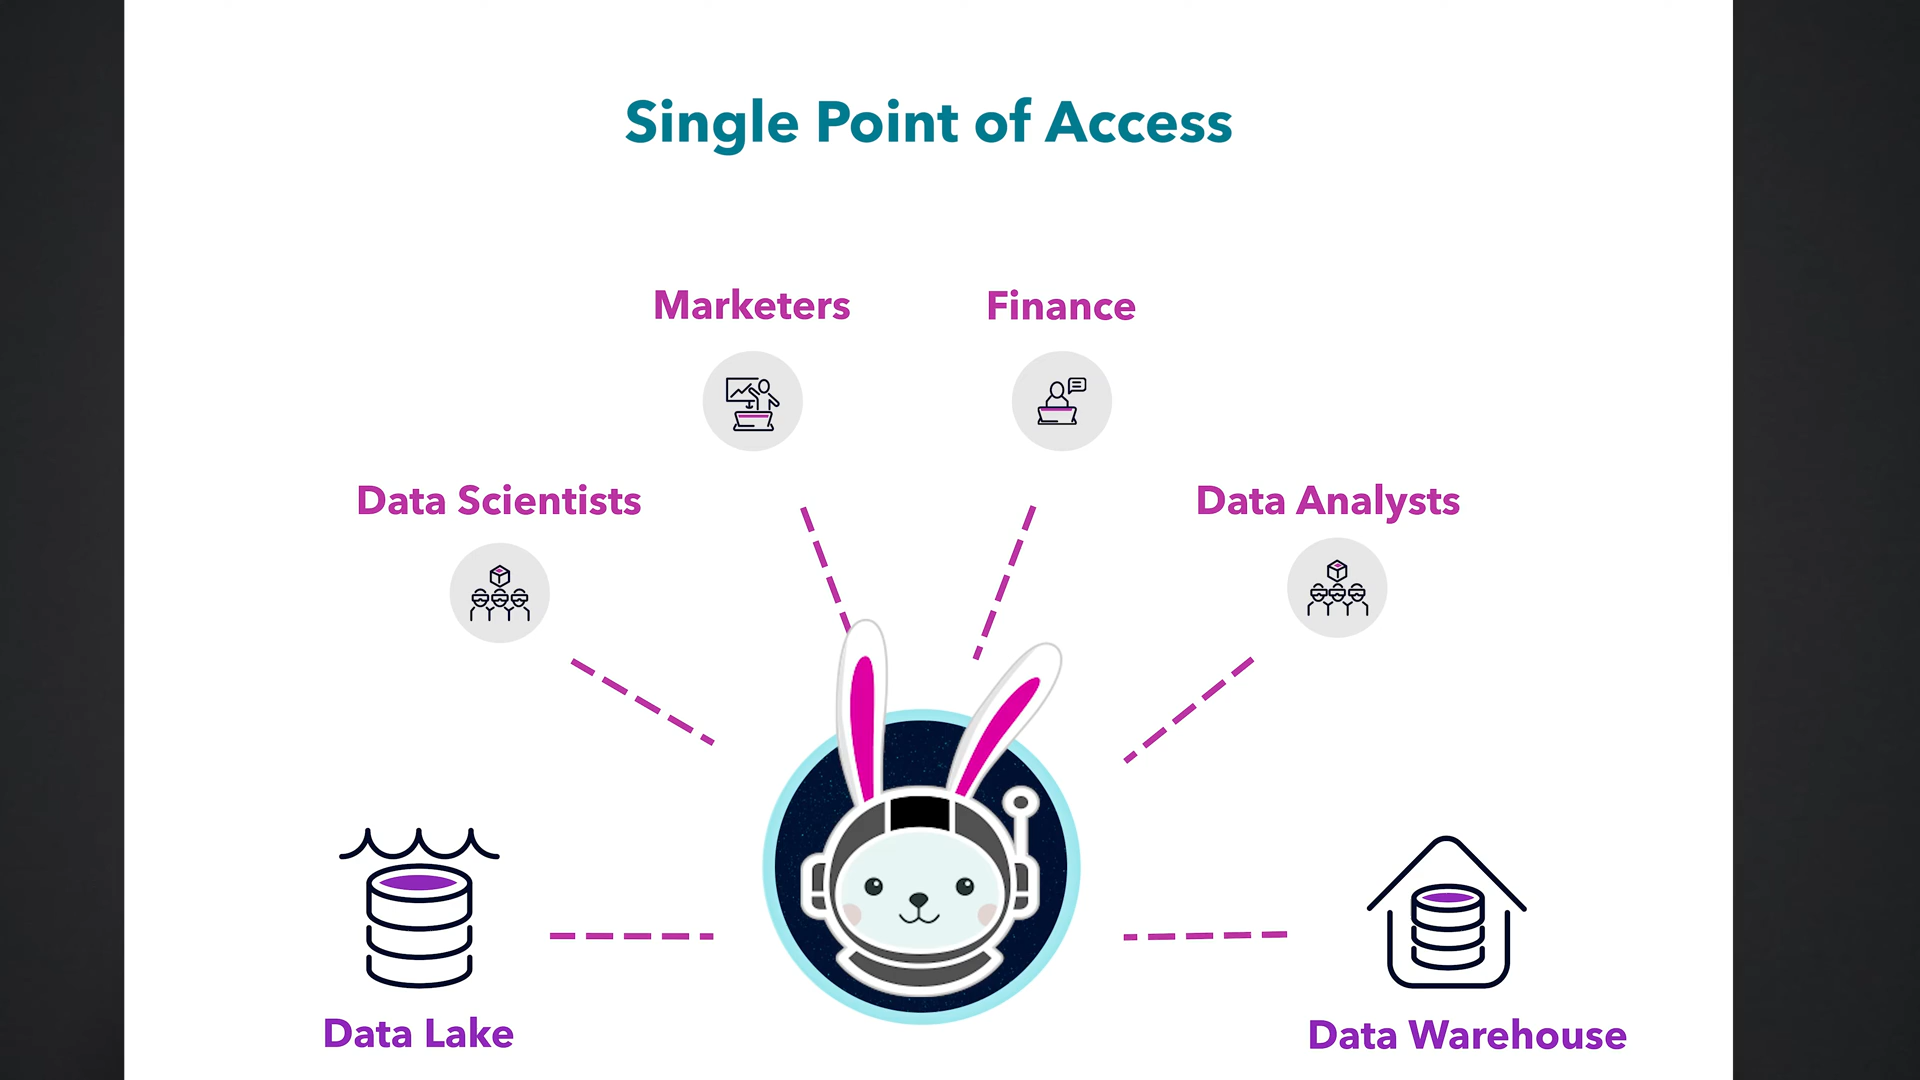 Single Point of Access
Marketers
Finance
Data Scientists
Data Analysts
Data Lake
Data Warehouse